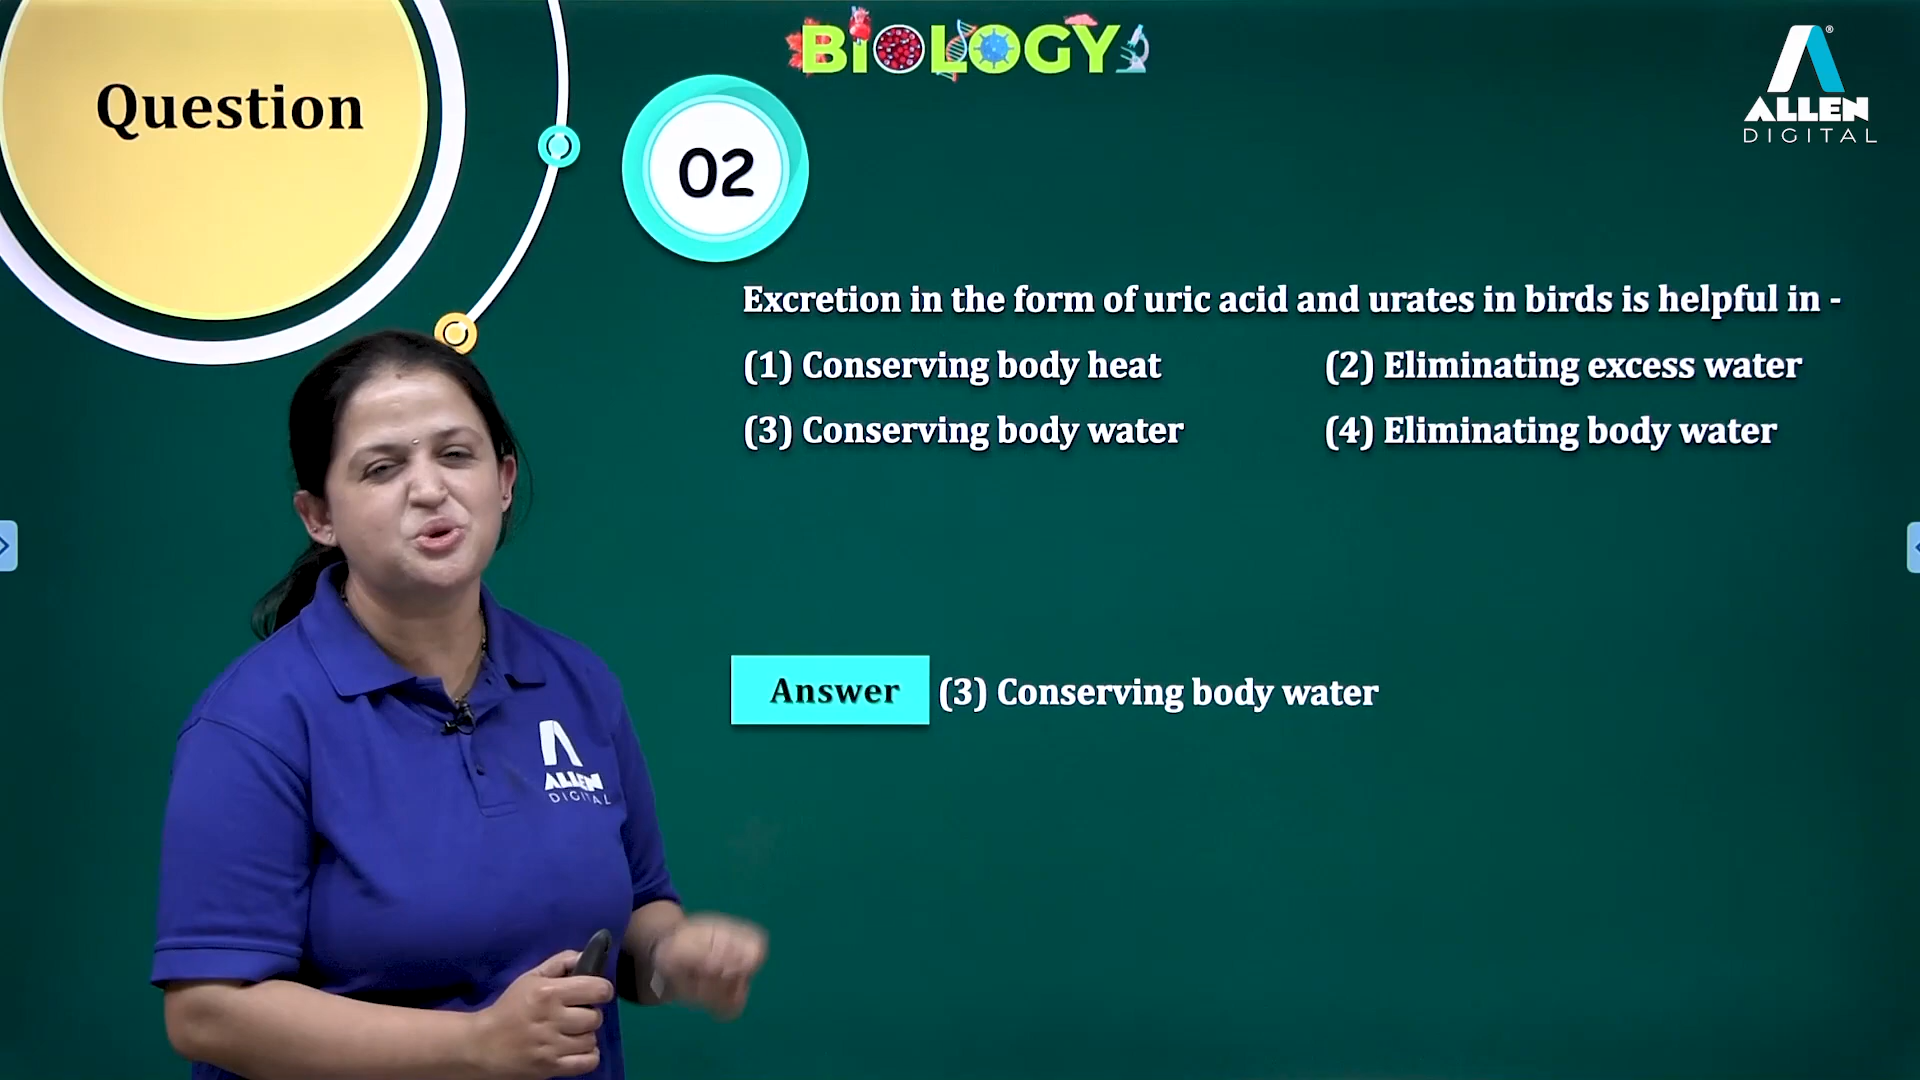 BIOLOGY
ALLEN
DIGITAL
Question
02
Excretion in the form of uric acid and urates in birds is helpful in -
(1) Conserving body heat (2) Eliminating excess water
(3) Conserving body water (4) Eliminating body water
Answer (3) Conserving body water
ALLEN
DIGITAL